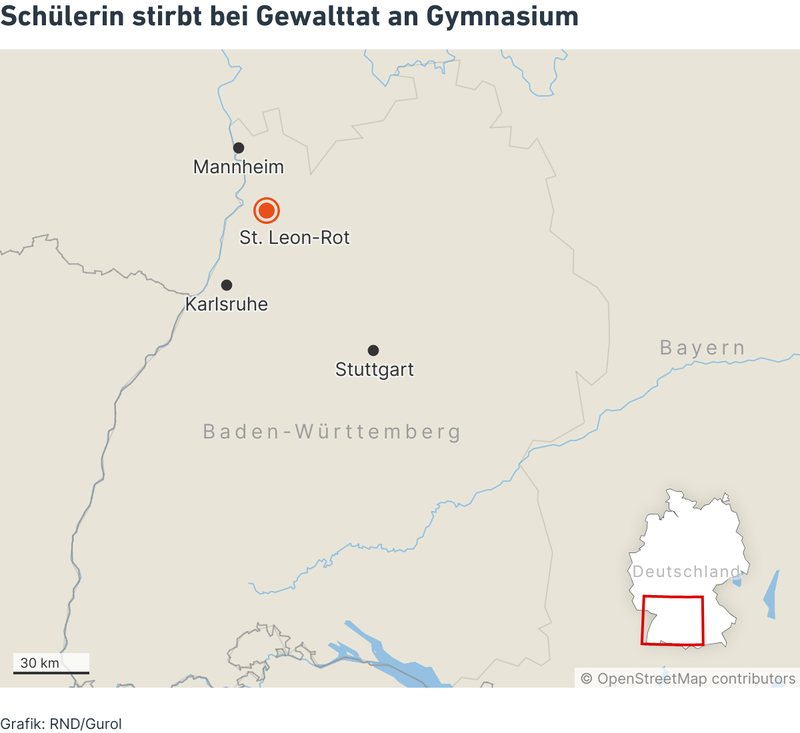 Schülerin stirbt bei Gewalttat an Gymnasium
Mannheim
St. Leon-Rot
Karlsruhe
Bayern
Stuttgart
Baden-Württemberg
Deutschland
30 km
© OpenStreetMap contributors
Grafik: RND/Gurol